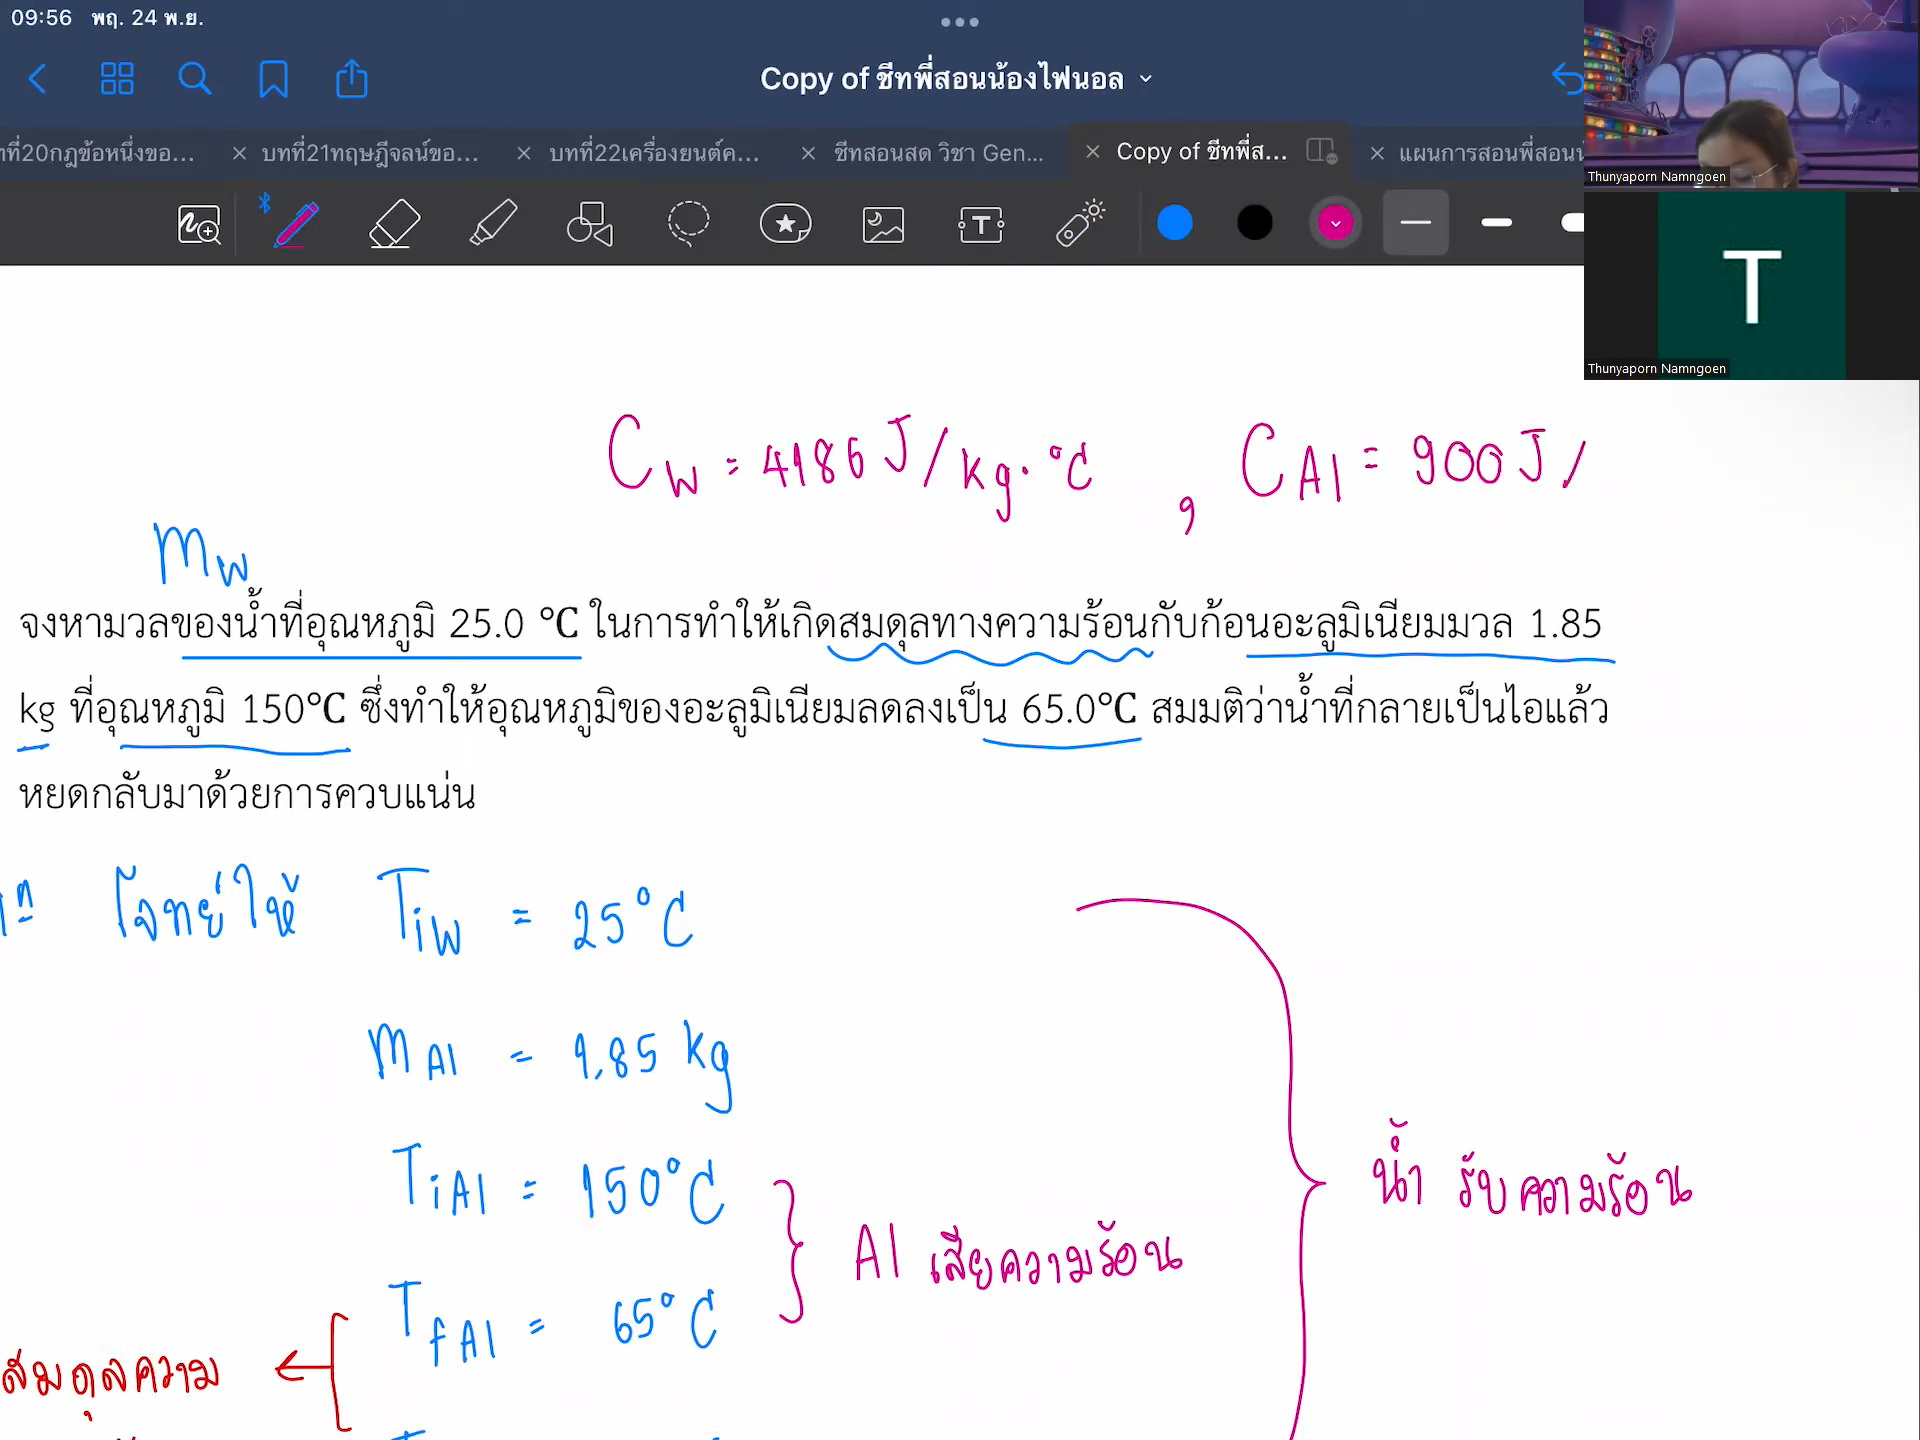 09:56 พฤ. 24 พ.ย.
Copy of ชีทพี่สอนน้องไฟนอล
ที่20กฎข้อหนึ่งขอ...
บทที่21ทฤษฎีจลน์ขอ...
บทที่22เครื่องยนต์ค...
ชีทสอนสด วิชา Gen...
Copy of ชีทพี่ส...
แผนการสอนพี่สอนน
Thunyaporn Namngoen
T
Thunyaporn Namngoen
C_w = 4186 J/kg·°C , C_Al = 900 J/
m_w
จงหามวลของน้ำที่อุณหภูมิ 25.0 °C ในการทำให้เกิดสมดุลทางความร้อนกับก้อนอะลูมิเนียมมวล 1.85
kg ที่อุณหภูมิ 150°C ซึ่งทำให้อุณหภูมิของอะลูมิเนียมลดลงเป็น 65.0°C สมมติว่าน้ำที่กลายเป็นไอแล้ว
หยดกลับมาด้วยการควบแน่น
โจทย์ให้ T_iw = 25°C
m_Al = 1.85 kg
T_iAl = 150°C
น้ำ รับความร้อน
Al เสียความร้อน
T_fAl = 65°C
สมดุลความ